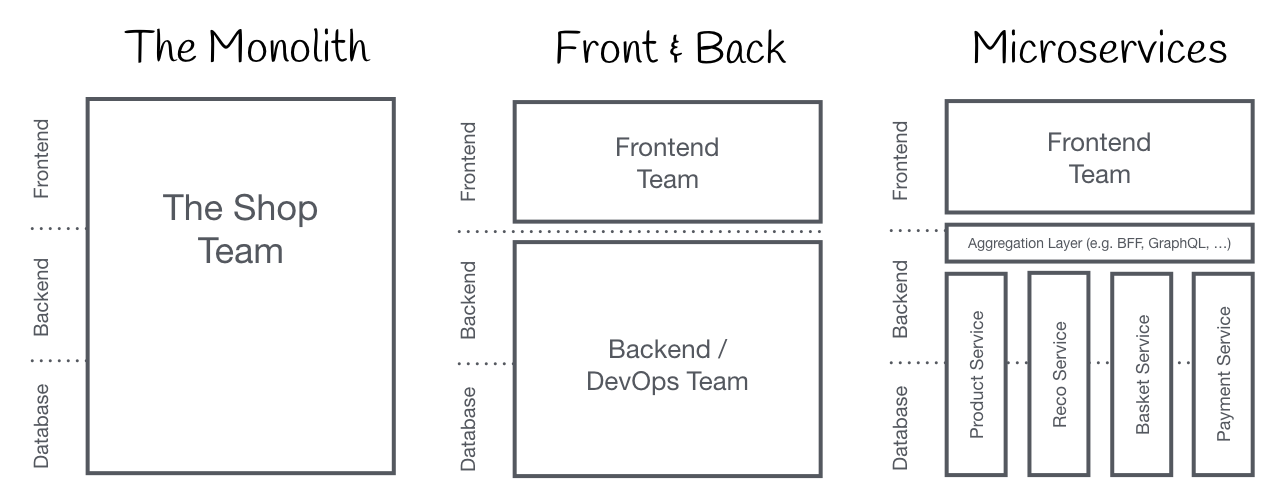 The Monolith
Frontend
Backend
Database
The Shop
Team
Front & Back
Frontend
Backend
Database
Frontend
Team
Backend /
DevOps Team
Microservices
Frontend
Backend
Database
Frontend
Team
Aggregation Layer (e.g. BFF, GraphQL, …)
Product Service
Reco Service
Basket Service
Payment Service